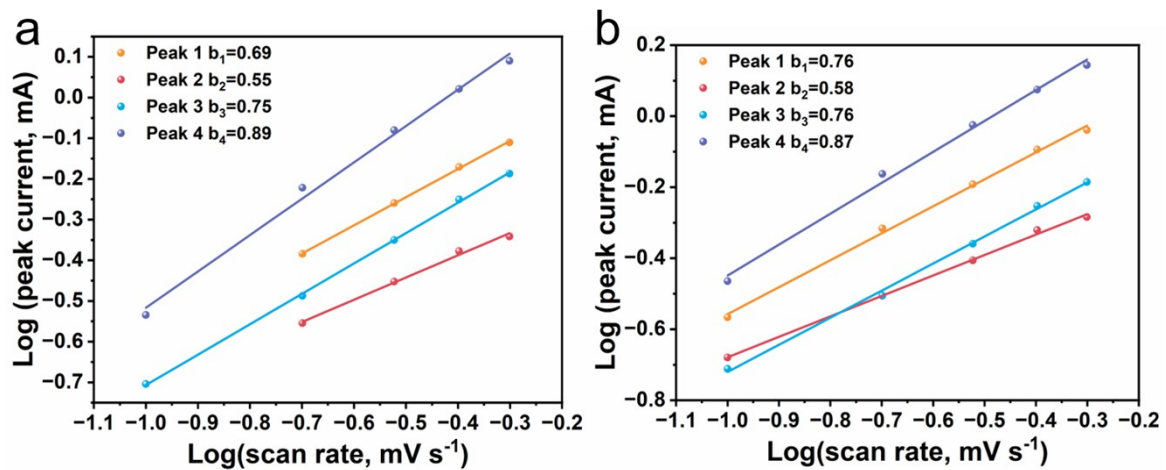 a
Peak 1 b₁=0.69
Peak 2 b₂=0.55
Peak 3 b₃=0.75
Peak 4 b₄=0.89
Log (peak current, mA)
0.1
0.0
−0.1
−0.2
−0.3
−0.4
−0.5
−0.6
−0.7
−1.1 −1.0 −0.9 −0.8 −0.7 −0.6 −0.5 −0.4 −0.3 −0.2
Log(scan rate, mV s⁻¹)
b
Peak 1 b₁=0.76
Peak 2 b₂=0.58
Peak 3 b₃=0.76
Peak 4 b₄=0.87
Log (peak current, mA)
0.2
0.0
−0.2
−0.4
−0.6
−0.8
−1.1 −1.0 −0.9 −0.8 −0.7 −0.6 −0.5 −0.4 −0.3 −0.2
Log(scan rate, mV s⁻¹)